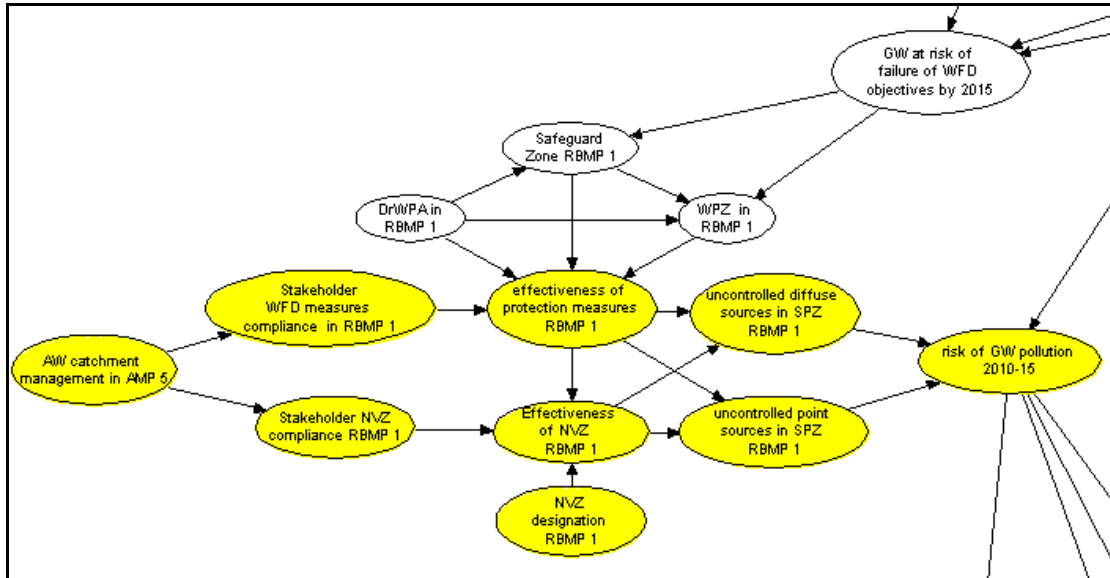 GW at risk of
failure of WFD
objectives by 2015
Safeguard
Zone RBMP 1
DrWPA in
RBMP 1
WPZ in
RBMP 1
Stakeholder
WFD measures
compliance in RBMP 1
effectiveness of
protection measures
RBMP 1
uncontrolled diffuse
sources in SPZ
RBMP 1
AW catchment
management in AMP 5
risk of GW pollution
2010-15
Stakeholder NVZ
compliance RBMP 1
Effectiveness
of NVZ
RBMP 1
uncontrolled point
sources in SPZ
RBMP 1
NVZ
designation
RBMP 1